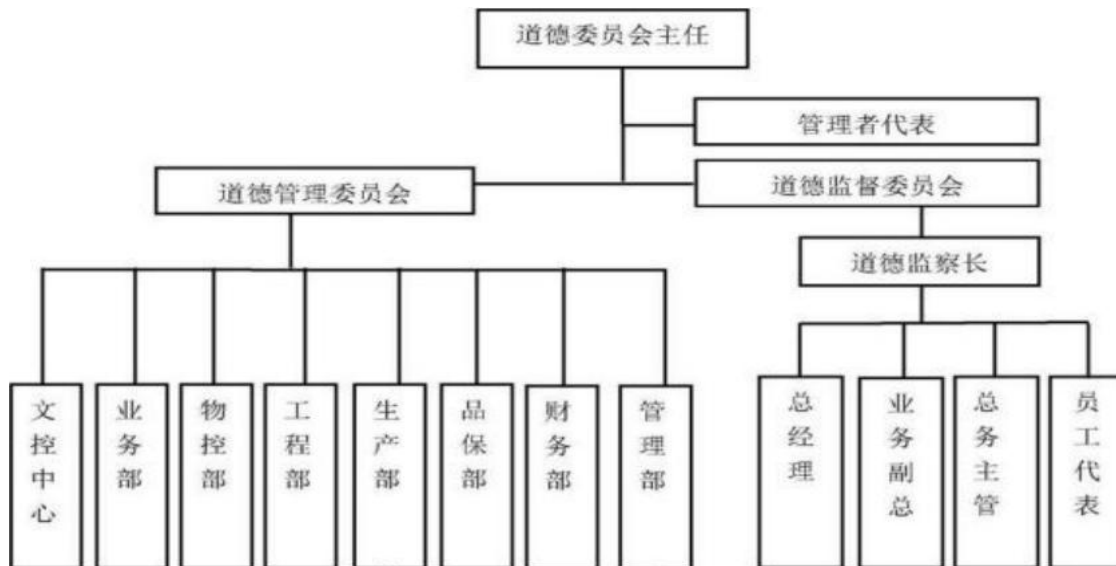 道德委员会主任
管理者代表
道德管理委员会
道德监督委员会
道德监察长
文控中心
业务部
物控部
工程部
生产部
品保部
财务部
管理部
总经理
业务副总
总务主管
员工代表